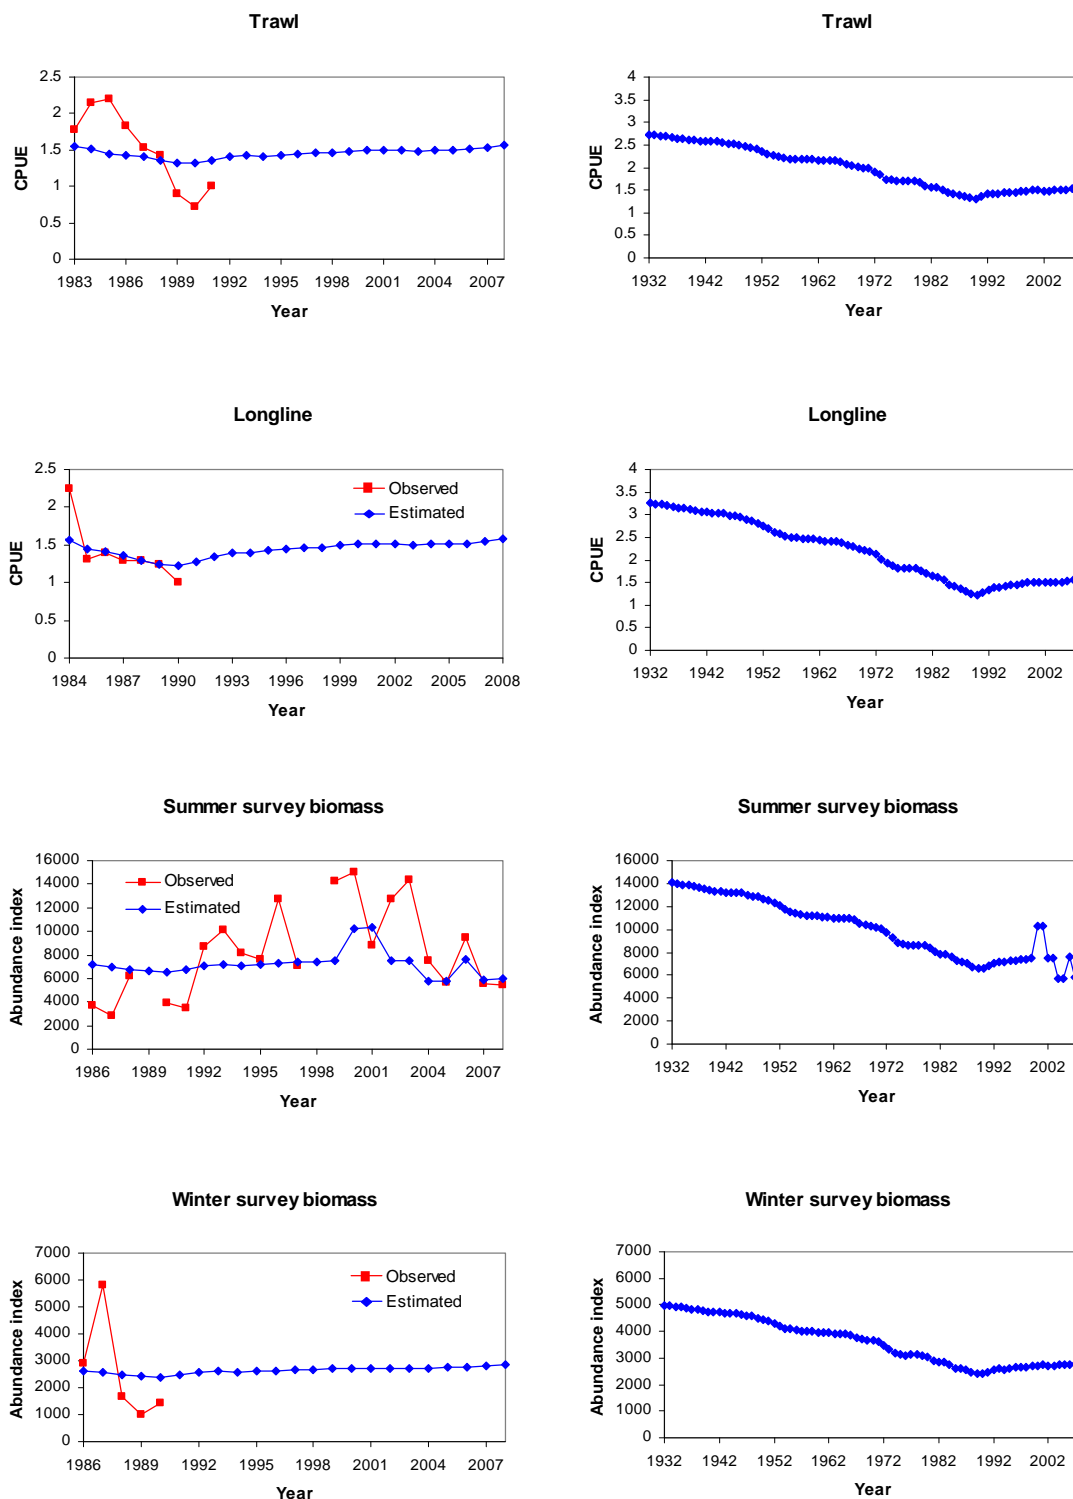 Trawl
2.5
2
1.5
1
0.5
0
CPUE
1983 1986 1989 1992 1995 1998 2001 2004 2007
Year
Trawl
4
3.5
3
2.5
2
1.5
1
0.5
0
CPUE
1932 1942 1952 1962 1972 1982 1992 2002
Year
Longline
2.5
2
1.5
1
0.5
0
CPUE
Observed
Estimated
1984 1987 1990 1993 1996 1999 2002 2005 2008
Year
Longline
4
3.5
3
2.5
2
1.5
1
0.5
0
CPUE
1932 1942 1952 1962 1972 1982 1992 2002
Year
Summer survey biomass
16000
14000
12000
10000
8000
6000
4000
2000
0
Abundance index
Observed
Estimated
1986 1989 1992 1995 1998 2001 2004 2007
Year
Summer survey biomass
16000
14000
12000
10000
8000
6000
4000
2000
0
Abundance index
1932 1942 1952 1962 1972 1982 1992 2002
Year
Winter survey biomass
7000
6000
5000
4000
3000
2000
1000
0
Abundance index
Observed
Estimated
1986 1989 1992 1995 1998 2001 2004 2007
Year
Winter survey biomass
7000
6000
5000
4000
3000
2000
1000
0
Abundance index
1932 1942 1952 1962 1972 1982 1992 2002
Year